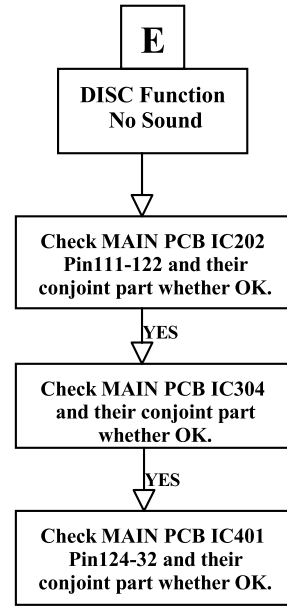 E
DISC Function
No Sound
Check MAIN PCB IC202
Pin111-122 and their
conjoint part whether OK.
YES
Check MAIN PCB IC304
and their conjoint part
whether OK.
YES
Check MAIN PCB IC401
Pin124-32 and their
conjoint part whether OK.